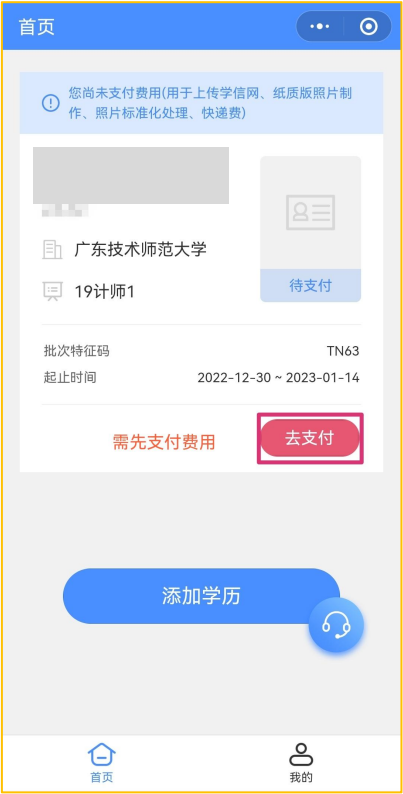 首页
您尚未支付费用(用于上传学信网、纸质版照片制
作、照片标准化处理、快递费)
广东技术师范大学
19计师1
待支付
批次特征码 TN63
起止时间 2022-12-30 ~ 2023-01-14
需先支付费用 去支付
添加学历
首页 我的